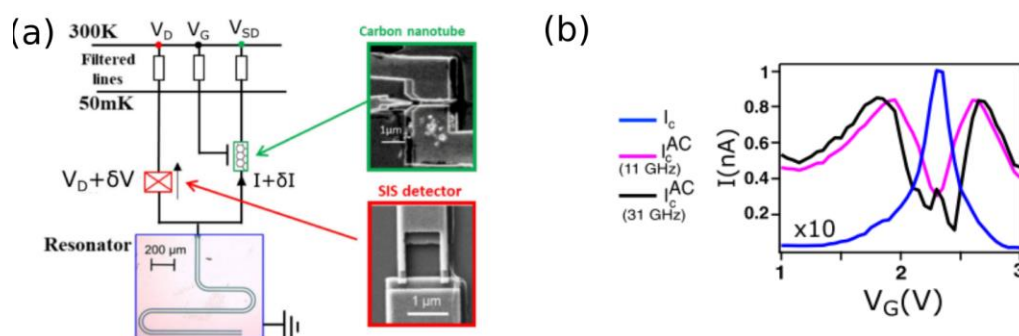 (a)
300K
V_D V_G V_SD
Filtered
lines
50mK
V_D+δV
I+δI
Resonator
200 μm
Carbon nanotube
1μm
SIS detector
1 μm
(b)
I_c
I_c^AC
(11 GHz)
I_c^AC
(31 GHz)
I(nA)
1
0.8
0.6
0.4
0.2
x10
1 2 3
V_G(V)